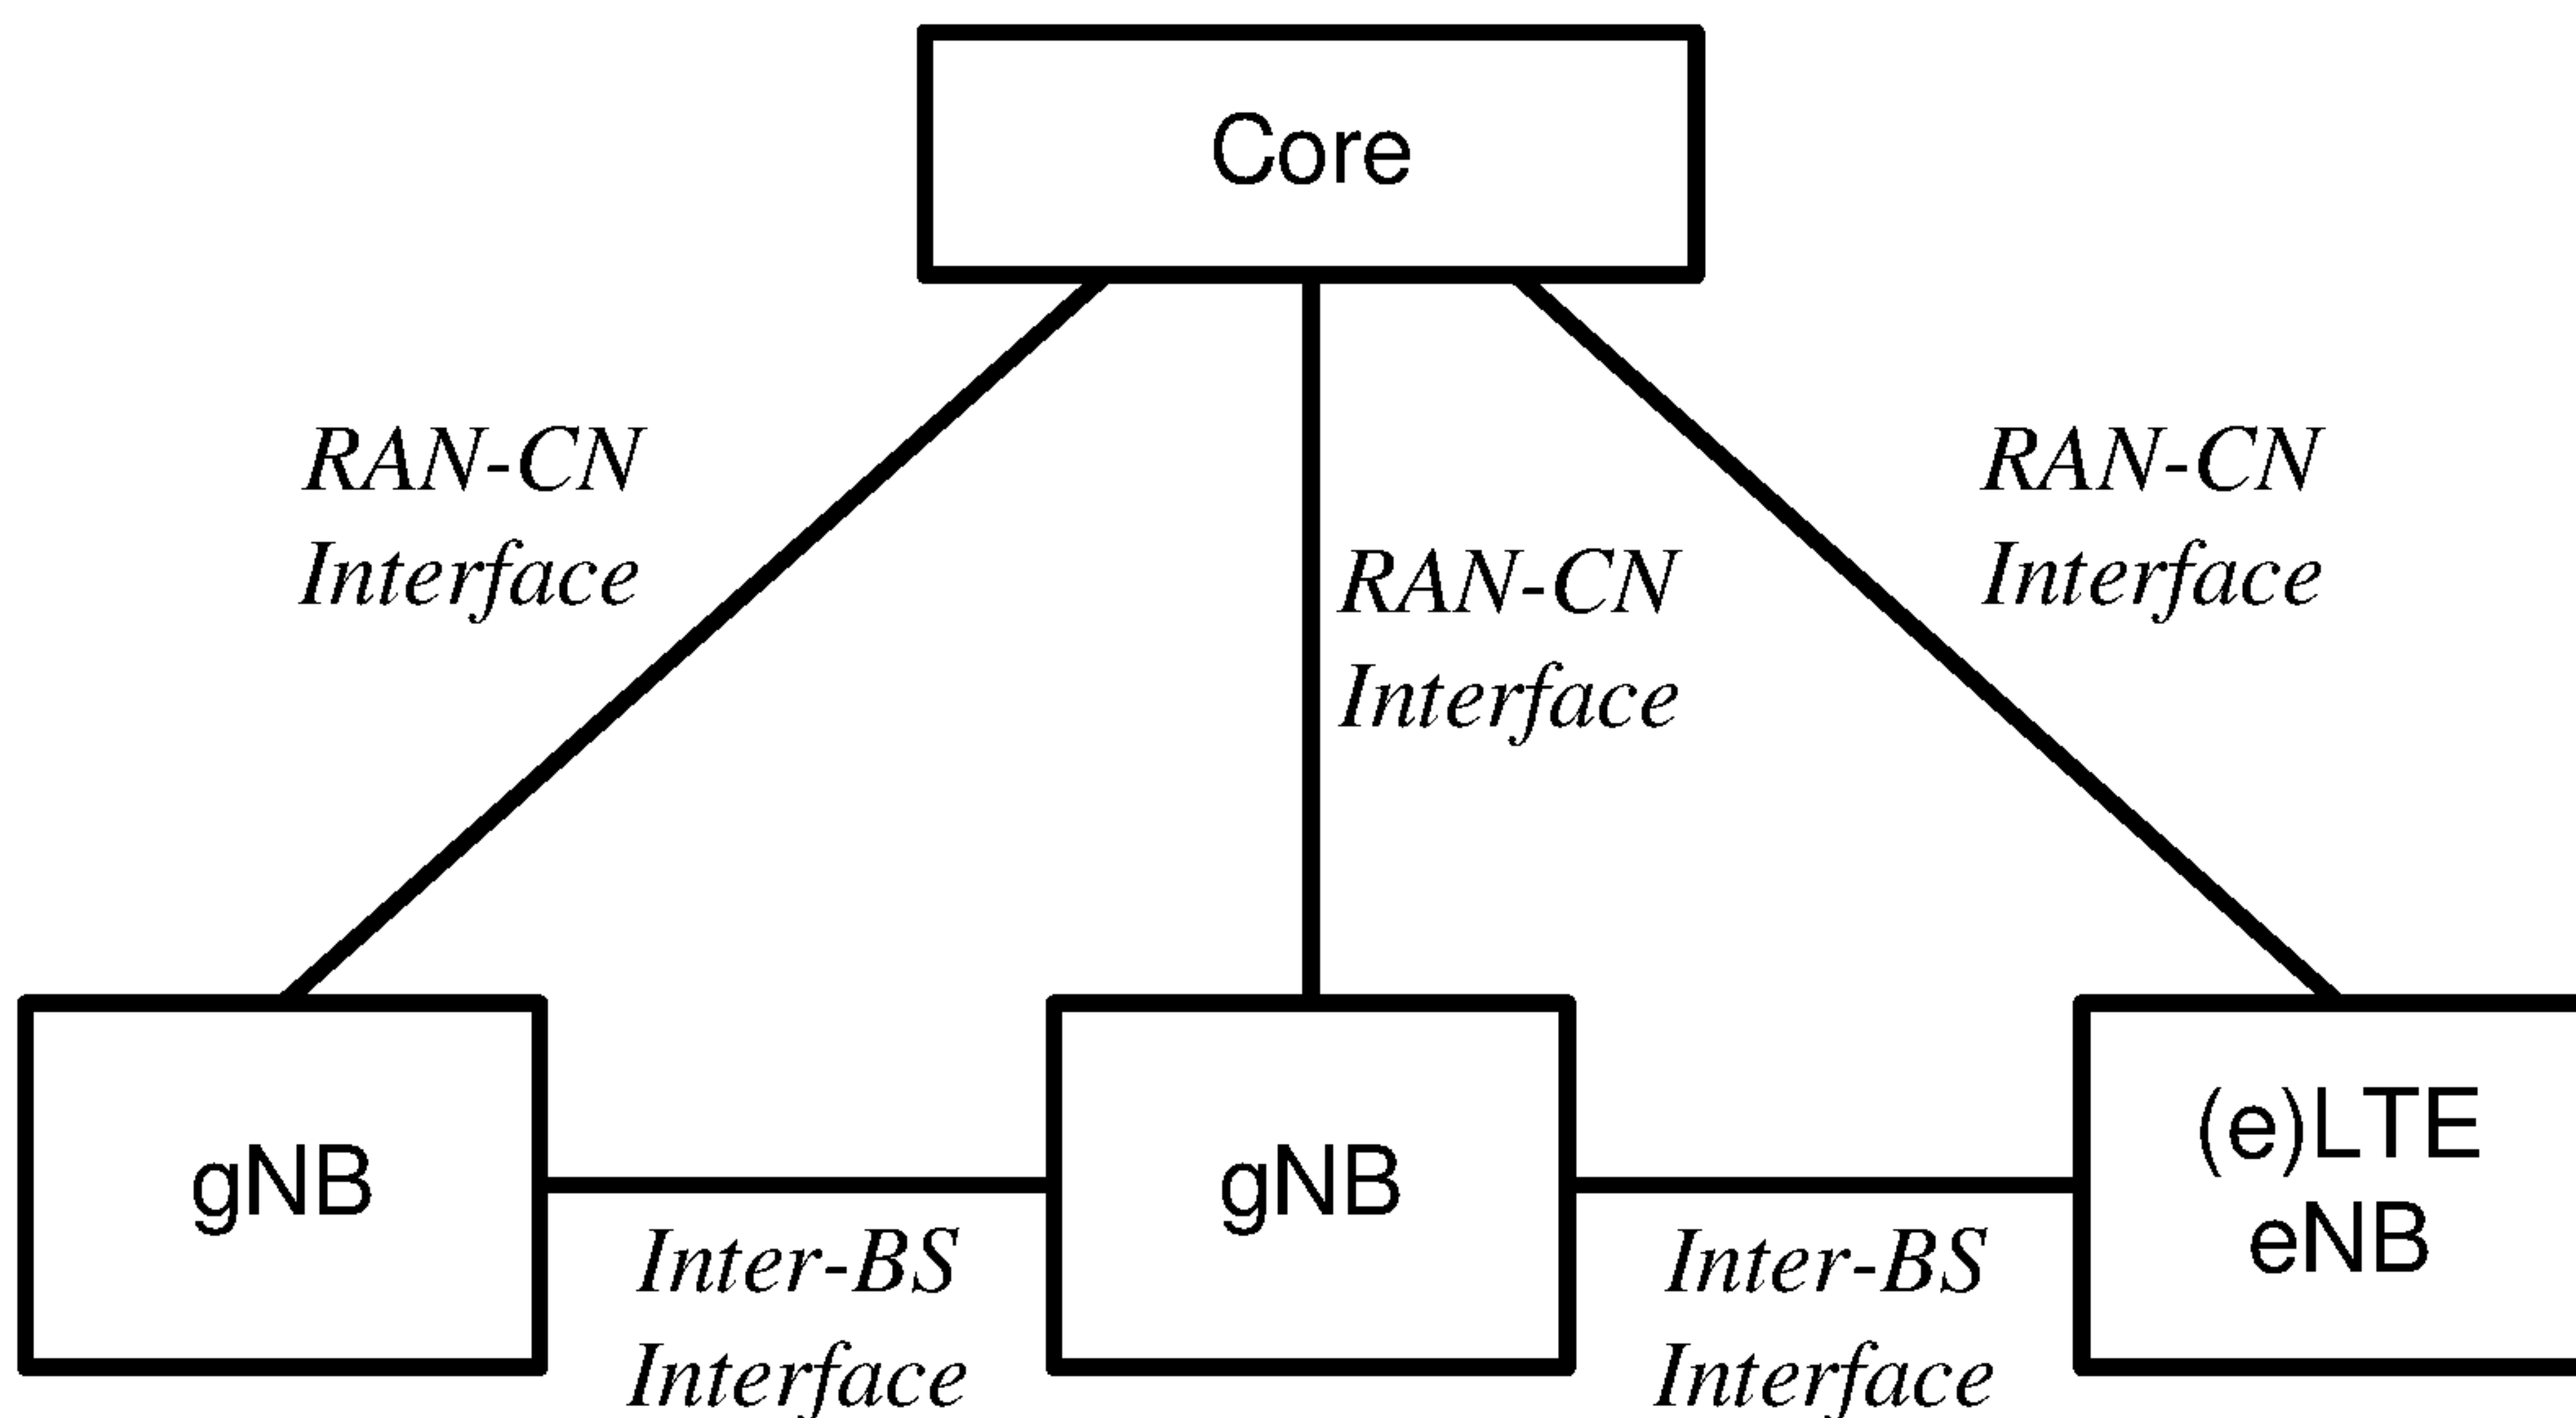 Core
RAN-CN
Interface
RAN-CN
Interface
RAN-CN
Interface
gNB
gNB
(e)LTE
eNB
Inter-BS
Interface
Inter-BS
Interface